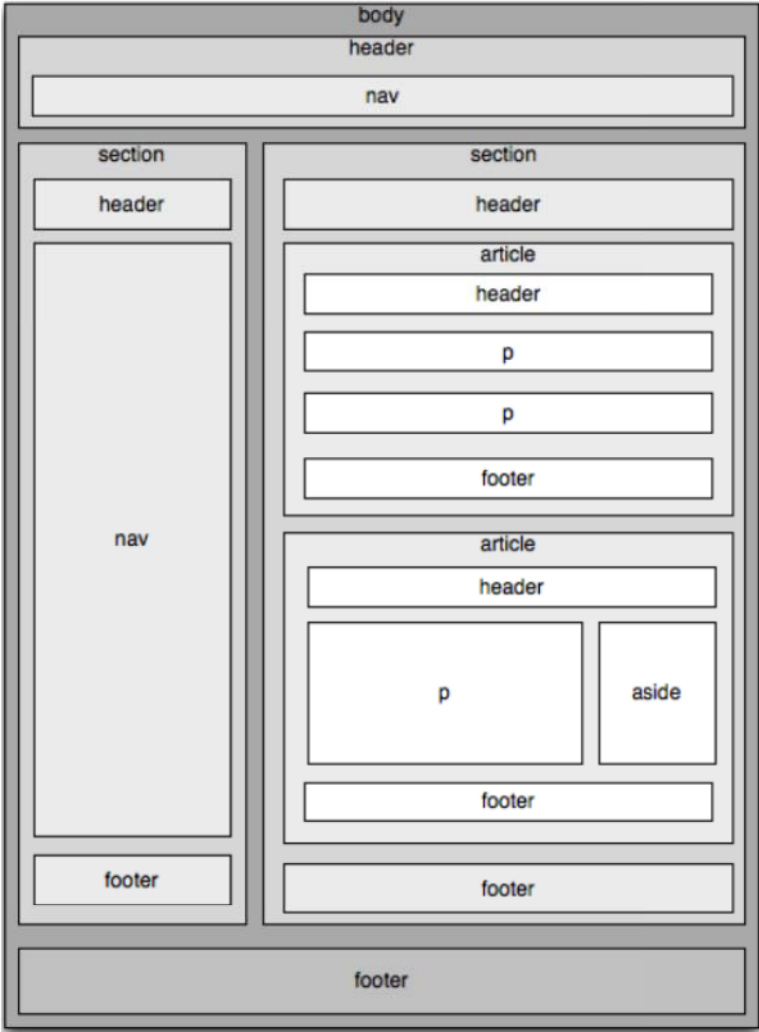 body
header
nav
section
header
nav
footer
section
header
article
header
p
p
footer
article
header
p
aside
footer
footer
footer